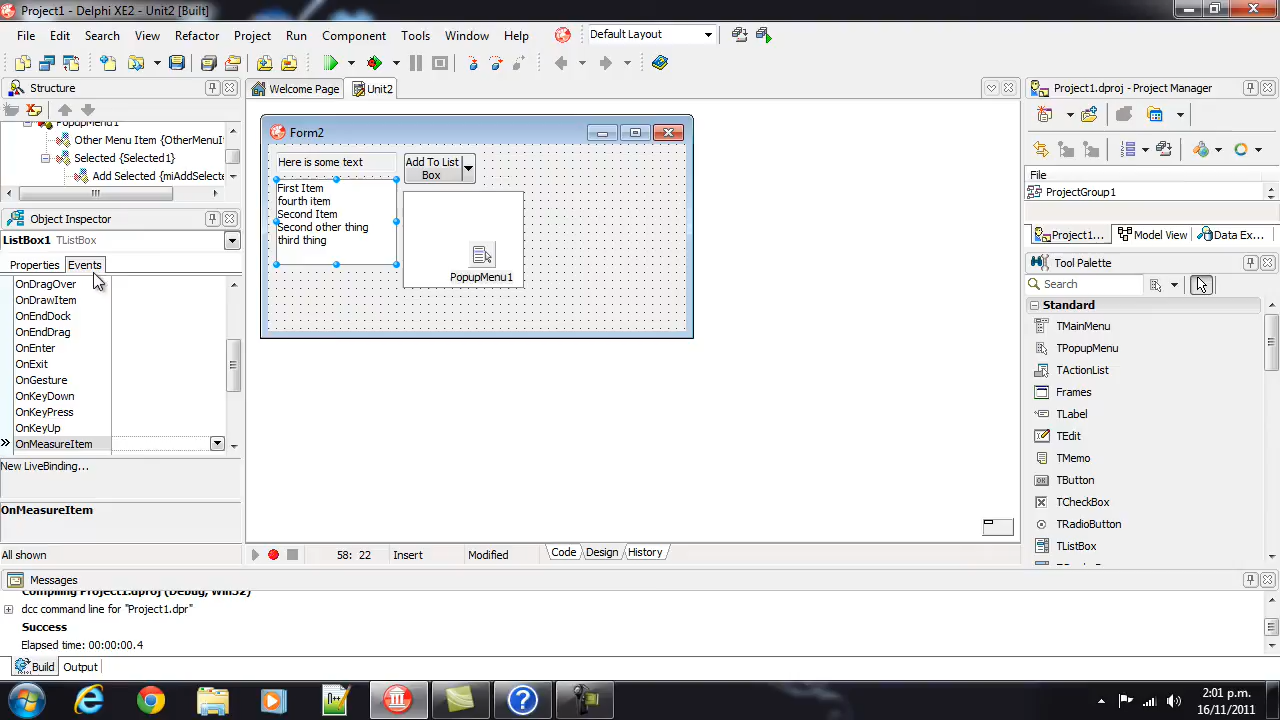 Project1 - Delphi XE2 - Unit2 [Built]
File Edit Search View Refactor Project Run Component Tools Window Help
Default Layout
Structure
PopupMenu1
Other Menu Item {OtherMenuI
Selected {Selected1}
Add Selected {miAddSelecte
Object Inspector
ListBox1 TListBox
Properties Events
OnDragOver
OnDrawItem
OnEndDock
OnEndDrag
OnEnter
OnExit
OnGesture
OnKeyDown
OnKeyPress
OnKeyUp
OnMeasureItem
New LiveBinding...
OnMeasureItem
All shown
Welcome Page Unit2
Form2
Here is some text
Add To List
Box
First Item
fourth item
Second Item
Second other thing
third thing
PopupMenu1
58: 22 Insert Modified Code Design History
Project1.dproj - Project Manager
File
ProjectGroup1
Project1... Model View Data Ex...
Tool Palette
Search
Standard
TMainMenu
TPopupMenu
TActionList
Frames
TLabel
TEdit
TMemo
TButton
TCheckBox
TRadioButton
TListBox
Messages
Compiling Project1.dproj (Debug, Win32)
dcc command line for "Project1.dpr"
Success
Elapsed time: 00:00:00.4
Build Output
2:01 p.m.
16/11/2011